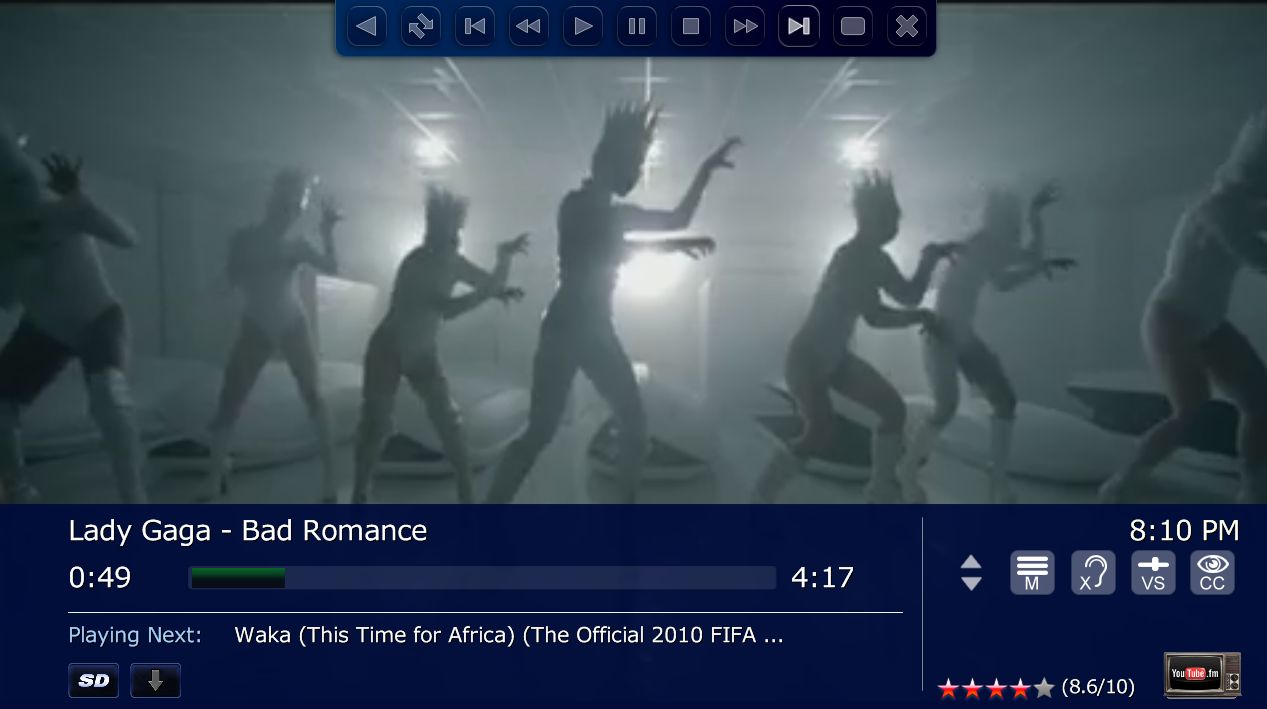 Lady Gaga - Bad Romance
0:49
4:17
Playing Next: Waka (This Time for Africa) (The Official 2010 FIFA ...
SD
8:10 PM
M
X
VS
CC
(8.6/10)
YouTube.fm